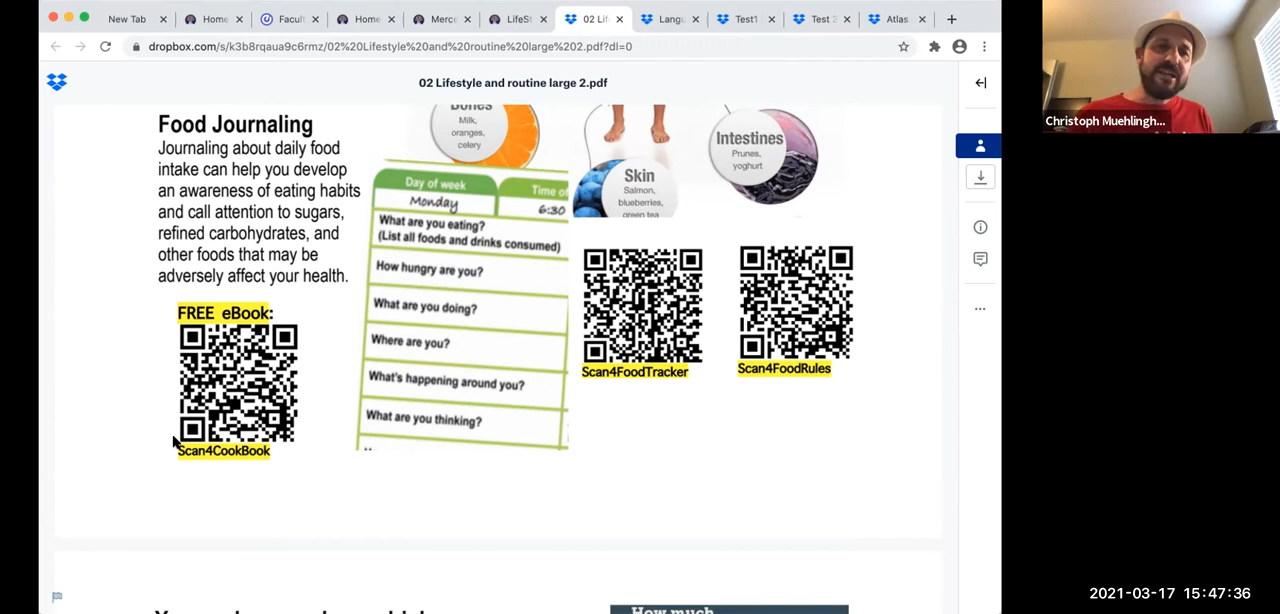 New Tab
Home
Facult
Home
Merce
LifeSt
02 Lif
Langu
Test1
Test 3
Atlas
dropbox.com/s/k3b8rqaua9c6rmz/02%20Lifestyle%20and%20routine%20large%202.pdf?dl=0
02 Lifestyle and routine large 2.pdf
Christoph Muehlingh...
Food Journaling
Journaling about daily food
intake can help you develop
an awareness of eating habits
and call attention to sugars,
refined carbohydrates, and
other foods that may be
adversely affect your health.
Bones
Milk,
oranges,
celery
Intestines
Prunes,
yoghurt
Skin
Salmon,
blueberries,
green tea
Day of week
Time of
Monday
6:30
What are you eating?
(List all foods and drinks consumed)
How hungry are you?
What are you doing?
Where are you?
What's happening around you?
What are you thinking?
FREE eBook:
Scan4CookBook
Scan4FoodTracker
Scan4FoodRules
How much
2021-03-17 15:47:36